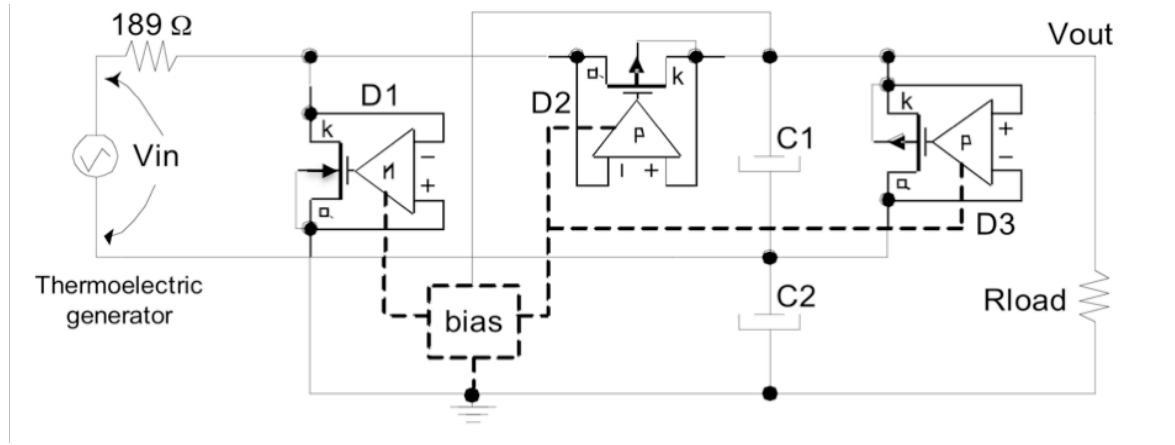 189 Ω
Vout
D1
k
D2
a
k
C1
k
Vin
p
+
−
и
−
+
p
+
−
a
a
D3
Thermoelectric
generator
C2
bias
Rload